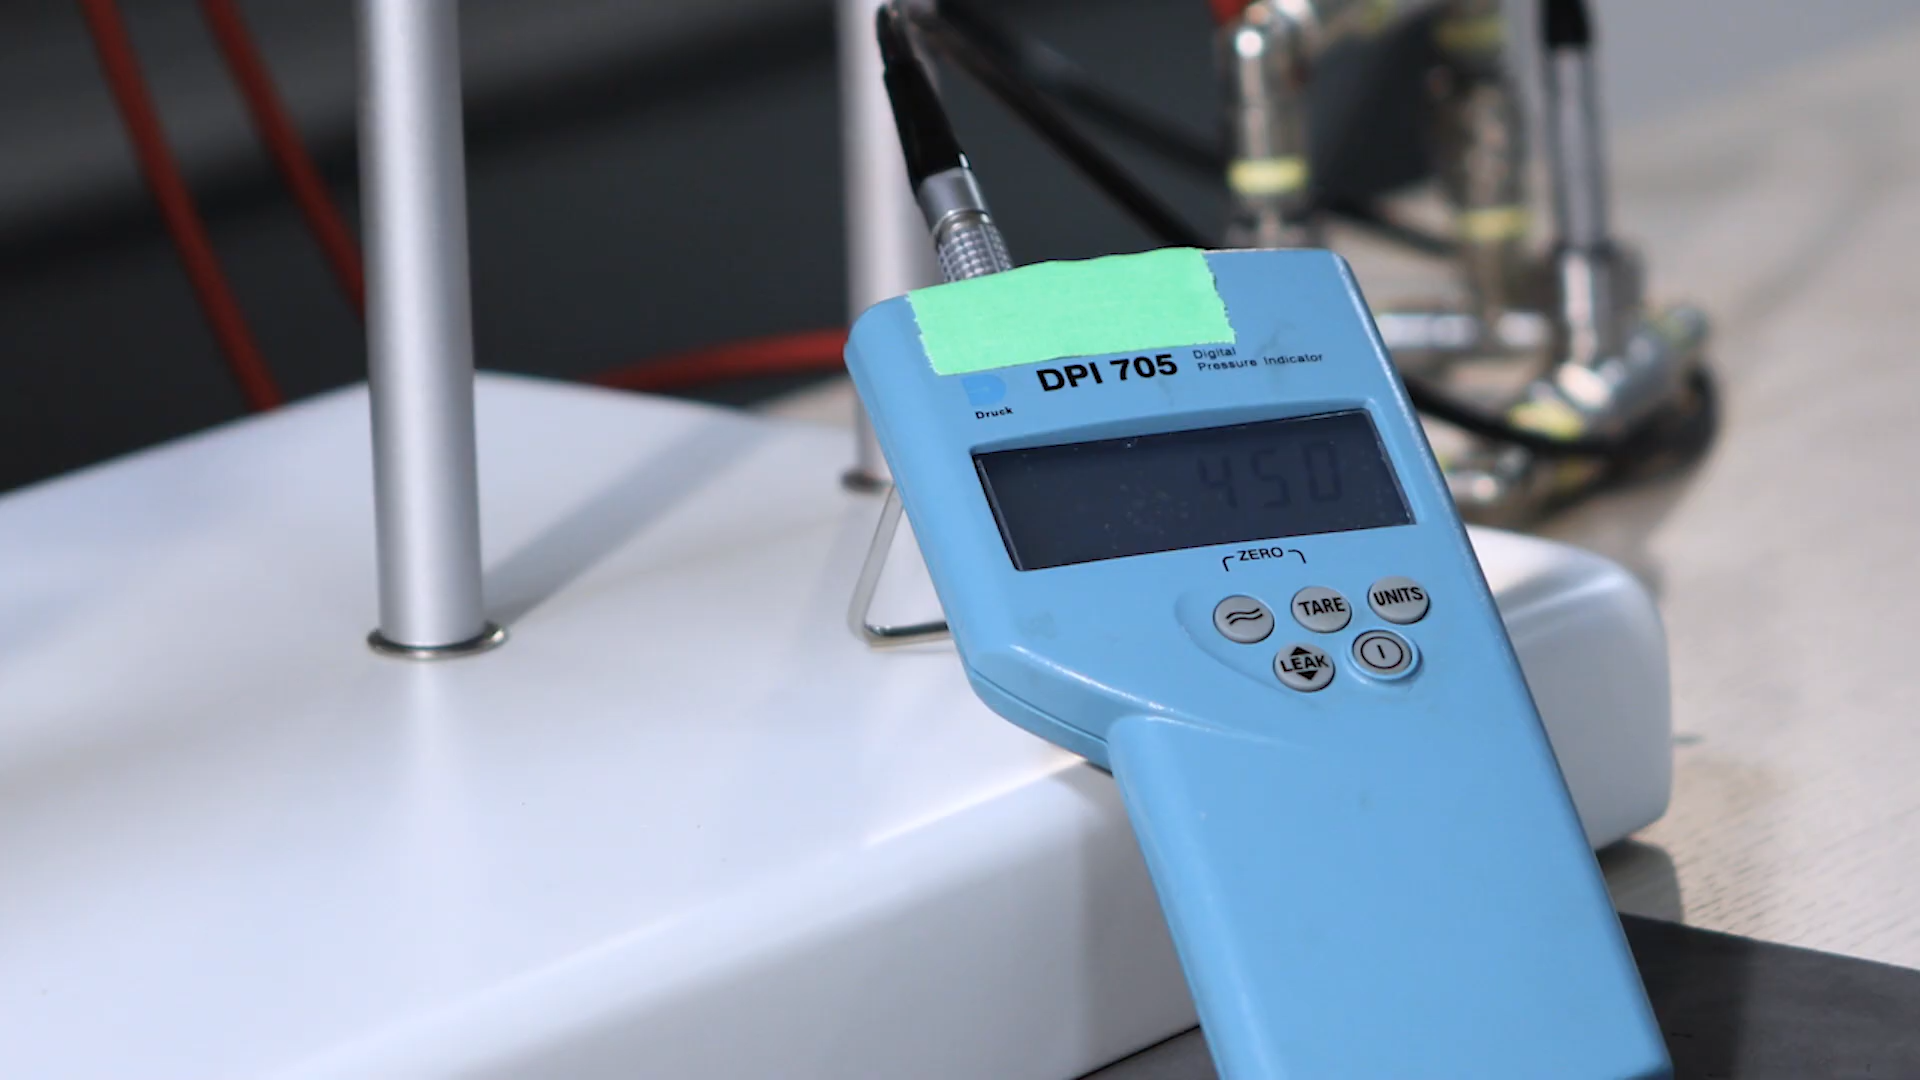 DPI 705
Digital
Pressure Indicator
Druck
450
ZERO
TARE
UNITS
LEAK